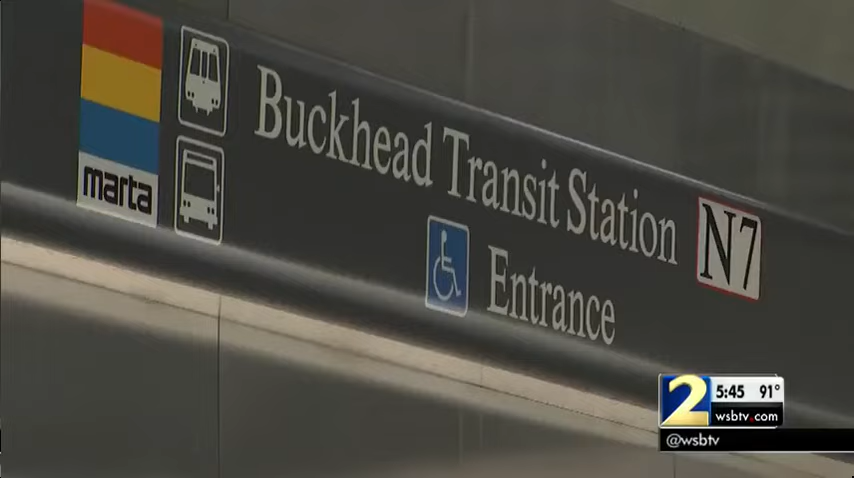 marta
Buckhead Transit Station N7
Entrance
2 5:45 91°
wsbtv.com
@wsbtv